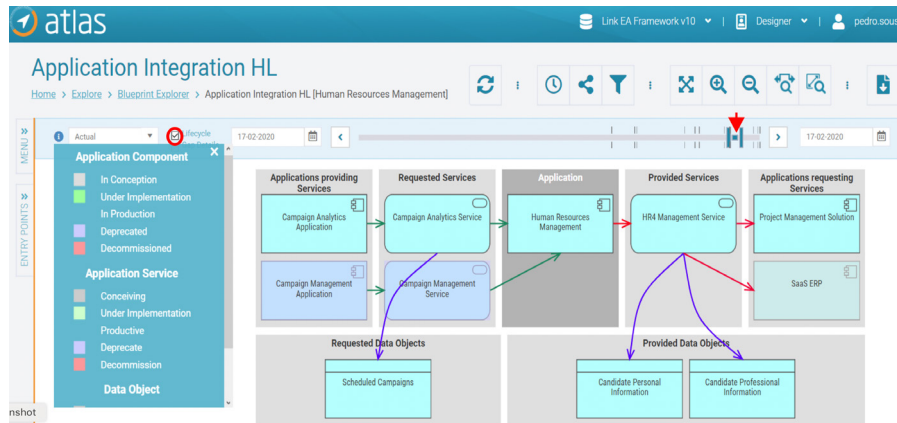 atlas
Link EA Framework v10
Designer
pedro.sous
Application Integration HL
Home > Explore > Blueprint Explorer > Application Integration HL [Human Resources Management]
MENU
ENTRY POINTS
Actual
Lifecycle
17-02-2020
17-02-2020
Application Component
In Conception
Under Implementation
In Production
Deprecated
Decommissioned
Application Service
Conceiving
Under Implementation
Productive
Deprecate
Decommission
Data Object
Applications providing
Services
Requested Services
Application
Provided Services
Applications requesting
Services
Campaign Analytics
Application
Campaign Analytics Service
Human Resources
Management
HR4 Management Service
Project Management Solution
Campaign Management
Application
Campaign Management
Service
SaaS ERP
Requested Data Objects
Provided Data Objects
Scheduled Campaigns
Candidate Personal
Information
Candidate Professional
Information
nshot